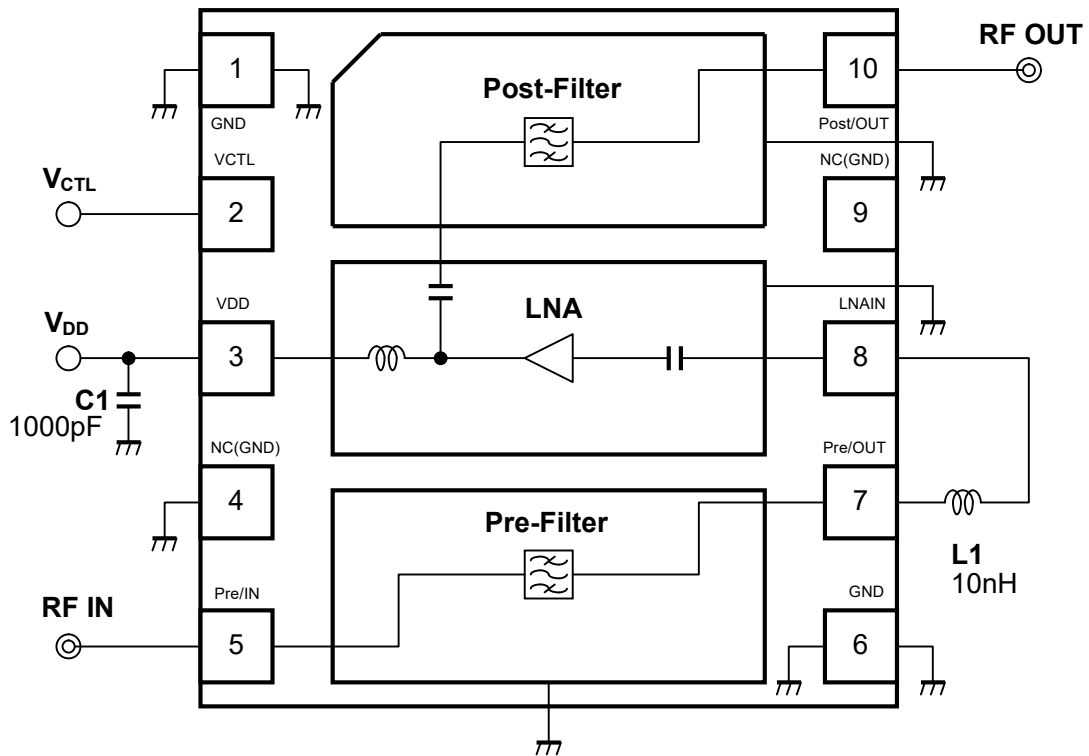 RF OUT
1
Post-Filter
10
GND
Post/OUT
VCTL
NC(GND)
VCTL
2
9
LNA
VDD
LNAIN
VDD
3
8
C1
1000pF
NC(GND)
Pre/OUT
4
7
Pre-Filter
L1
10nH
Pre/IN
GND
RF IN
5
6